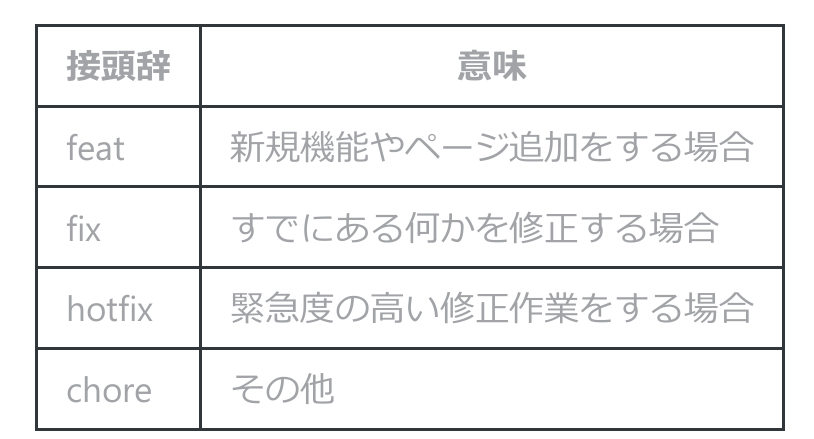 接頭辞 意味
feat 新規機能やページ追加をする場合
fix すでにある何かを修正する場合
hotfix 緊急度の高い修正作業をする場合
chore その他